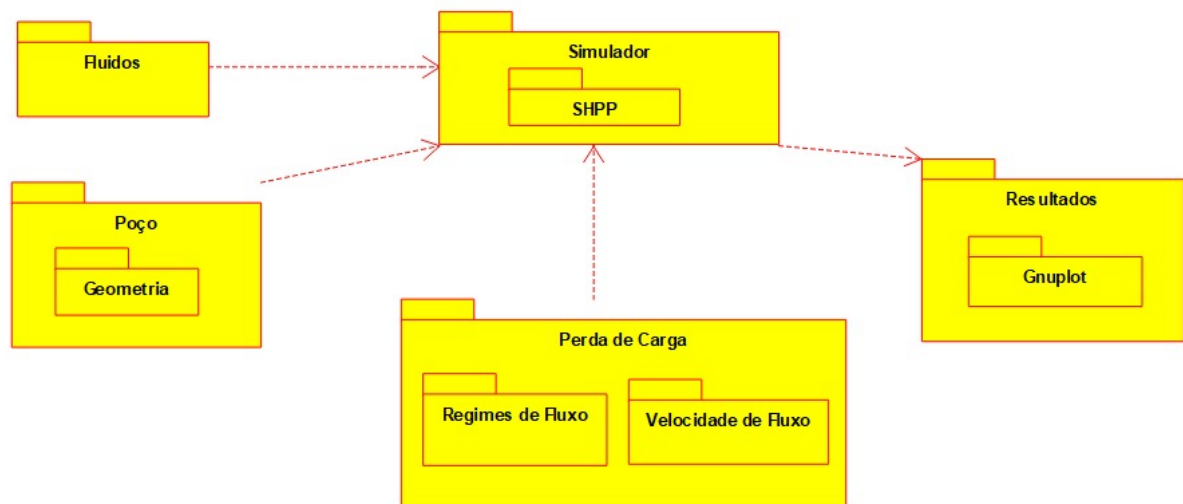 Fluidos
Simulador
SHPP
Poço
Geometria
Resultados
Gnuplot
Perda de Carga
Regimes de Fluxo
Velocidade de Fluxo